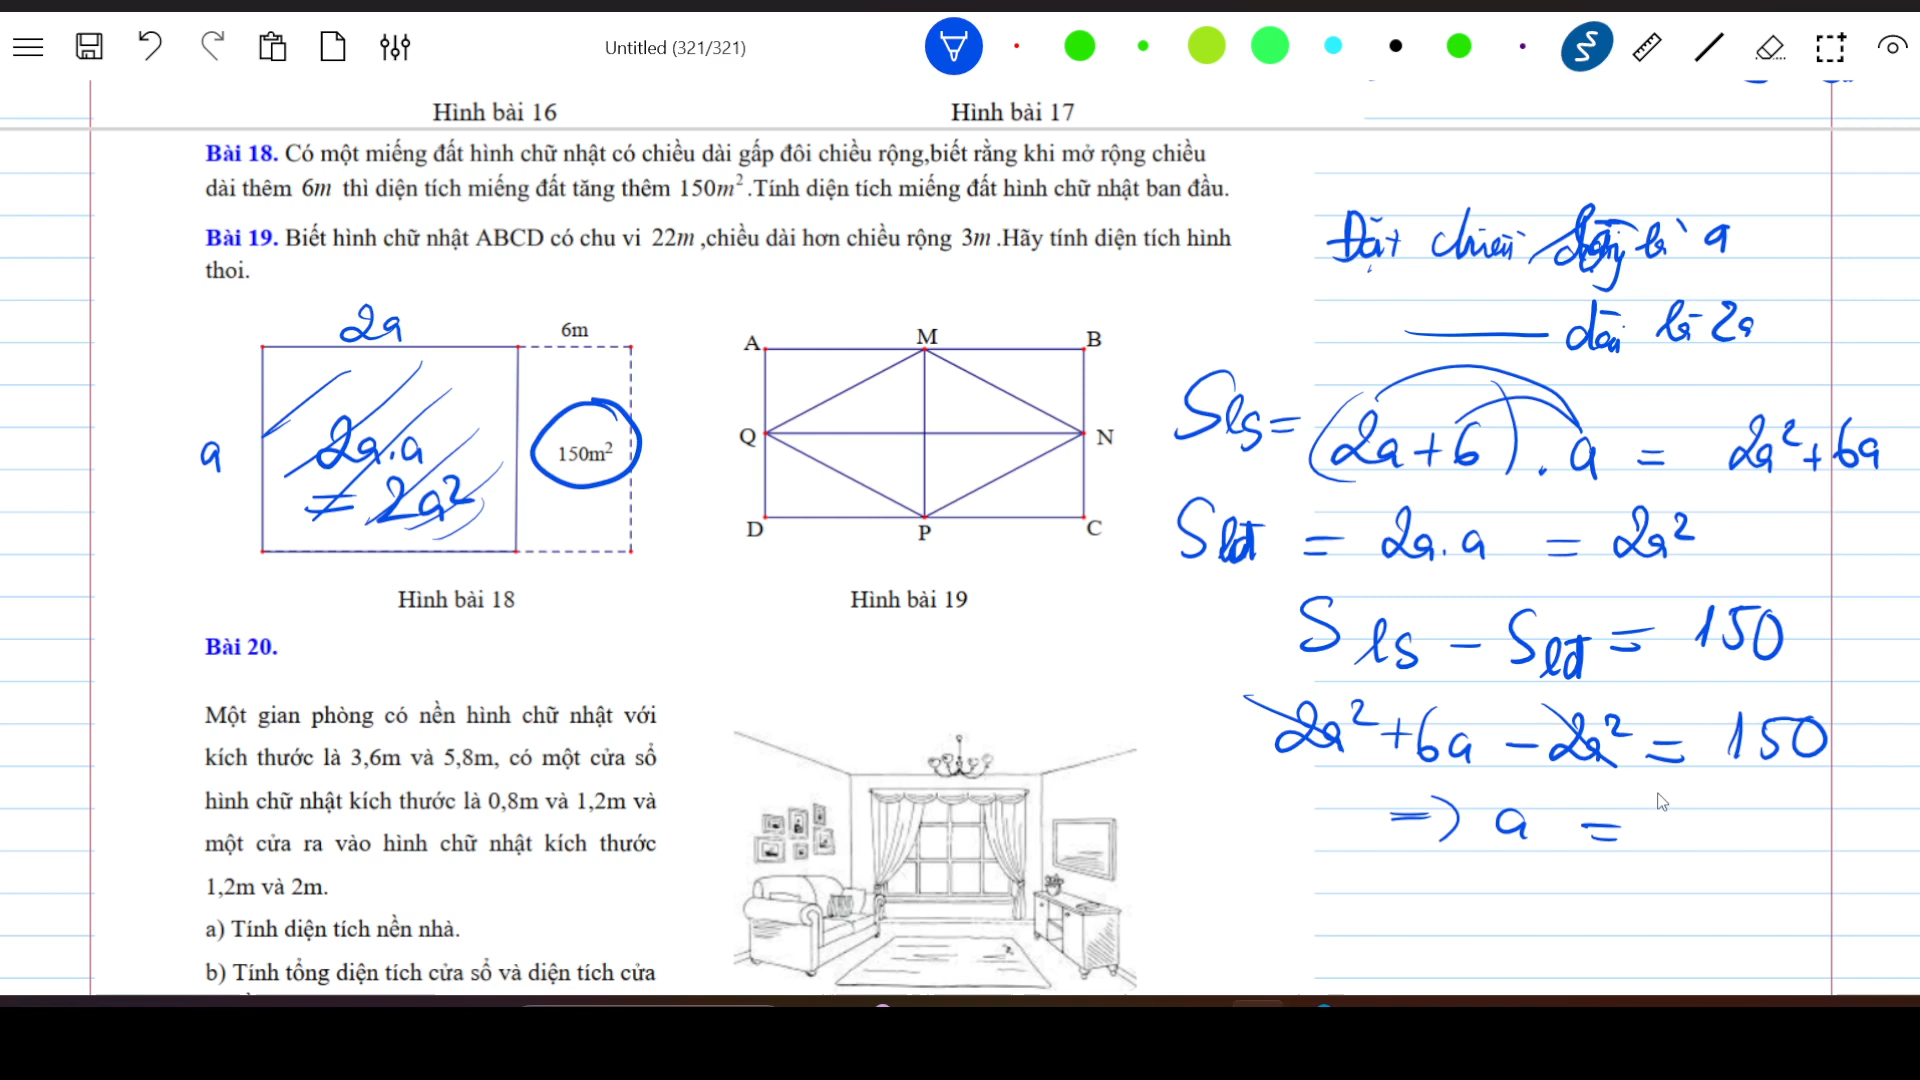 Untitled (321/321)
Hình bài 16
Hình bài 17
Bài 18. Có một miếng đất hình chữ nhật có chiều dài gấp đôi chiều rộng,biết rằng khi mở rộng chiều
dài thêm 6m thì diện tích miếng đất tăng thêm 150m².Tính diện tích miếng đất hình chữ nhật ban đầu.
Bài 19. Biết hình chữ nhật ABCD có chu vi 22m ,chiều dài hơn chiều rộng 3m .Hãy tính diện tích hình
thoi.
2a
6m
a
2a.a
= 2a²
150m²
A M B
Q N
D P C
Hình bài 18
Hình bài 19
Bài 20.
Một gian phòng có nền hình chữ nhật với
kích thước là 3,6m và 5,8m, có một cửa sổ
hình chữ nhật kích thước là 0,8m và 1,2m và
một cửa ra vào hình chữ nhật kích thước
1,2m và 2m.
a) Tính diện tích nền nhà.
b) Tính tổng diện tích cửa sổ và diện tích cửa
Đặt chiều rộng là a
dài là 2a
Sls = (2a+6).a = 2a²+6a
Slđ = 2a.a = 2a²
Sls - Slđ = 150
2a²+6a - 2a² = 150
=> a =